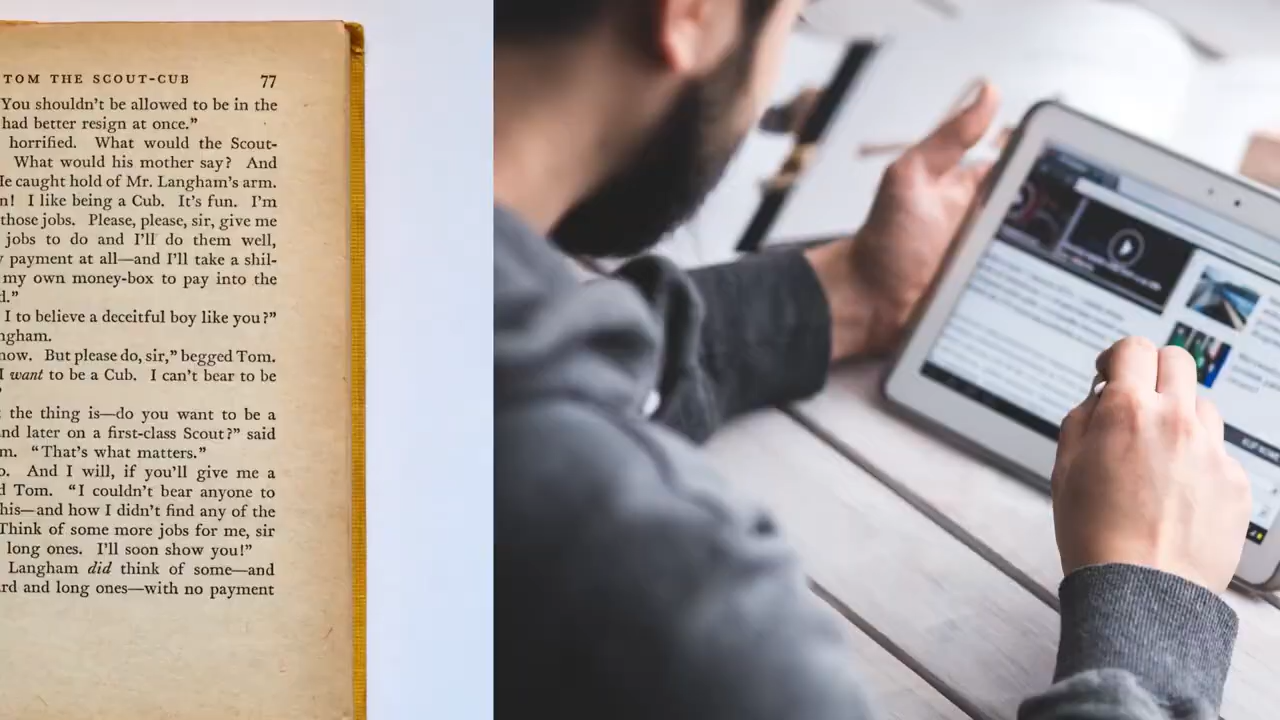 TOM THE SCOUT-CUB 77
You shouldn't be allowed to be in the
had better resign at once."
horrified. What would the Scout-
What would his mother say? And
He caught hold of Mr. Langham's arm.
n! I like being a Cub. It's fun. I'm
those jobs. Please, please, sir, give me
jobs to do and I'll do them well,
y payment at all—and I'll take a shil-
my own money-box to pay into the
d."
I to believe a deceitful boy like you?"
ngham.
now. But please do, sir," begged Tom.
I want to be a Cub. I can't bear to be
"
the thing is—do you want to be a
nd later on a first-class Scout?" said
m. "That's what matters."
o. And I will, if you'll give me a
d Tom. "I couldn't bear anyone to
his—and how I didn't find any of the
Think of some more jobs for me, sir
long ones. I'll soon show you!"
Langham did think of some—and
rd and long ones—with no payment